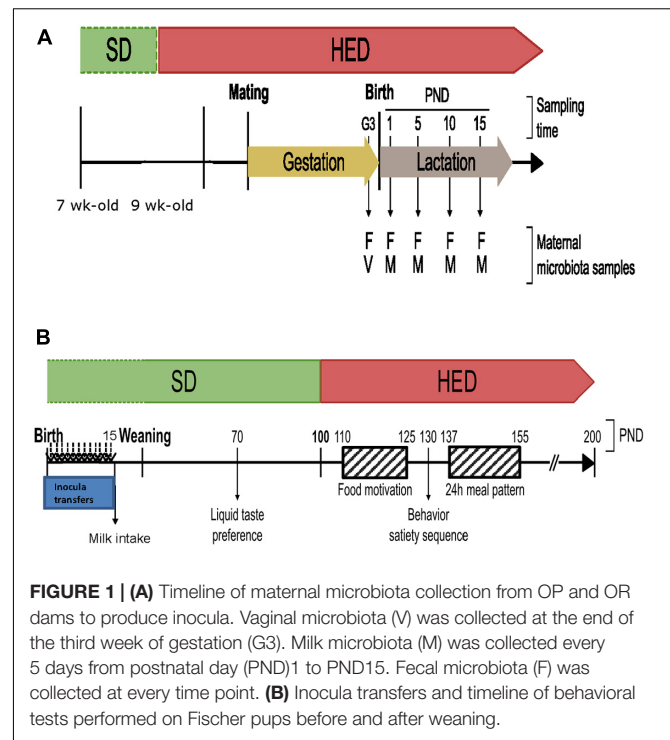 A
SD HED
Mating Birth PND
G3 1 5 10 15
Sampling
time
Gestation Lactation
7 wk-old 9 wk-old
F F F F F
V M M M M
Maternal
microbiota samples
B
SD HED
Birth 15 Weaning 70 100 110 125 130 137 155 200 PND
Inocula
transfers
Food motivation 24h meal pattern
Milk intake
Liquid taste
preference
Behavior
satiety sequence
FIGURE 1 | (A) Timeline of maternal microbiota collection from OP and OR
dams to produce inocula. Vaginal microbiota (V) was collected at the end of
the third week of gestation (G3). Milk microbiota (M) was collected every
5 days from postnatal day (PND)1 to PND15. Fecal microbiota (F) was
collected at every time point. (B) Inocula transfers and timeline of behavioral
tests performed on Fischer pups before and after weaning.